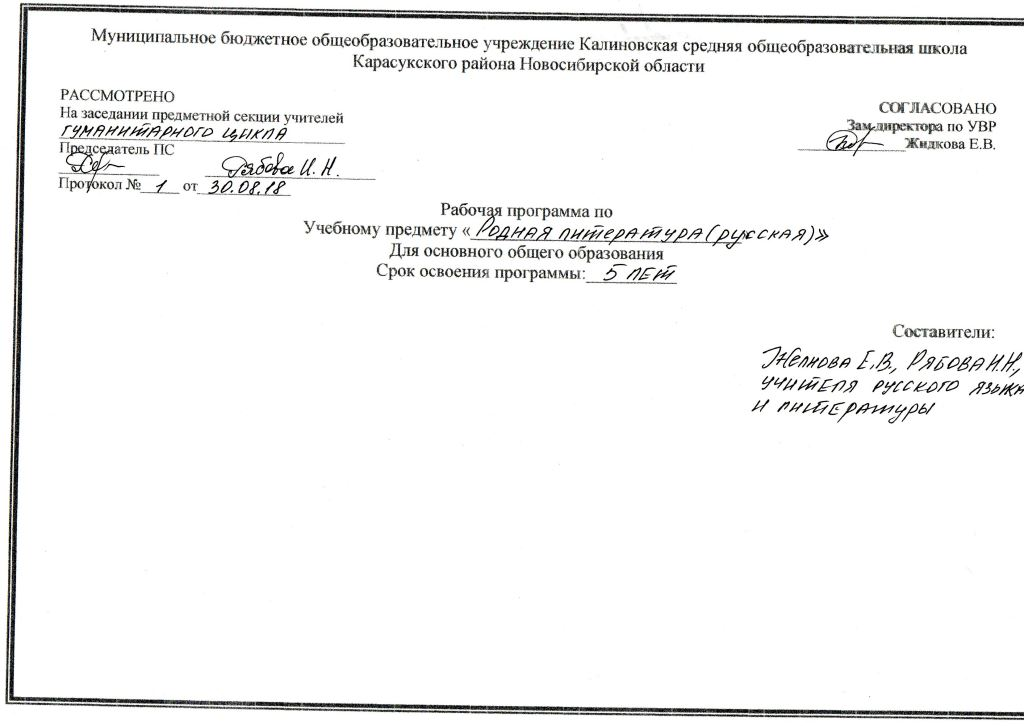 Муниципальное бюджетное общеобразовательное учреждение Калиновская средняя общеобразовательная школа
Карасукского района Новосибирской области
РАССМОТРЕНО
На заседании предметной секции учителей
гуманитарного цикла
Председатель ПС
Рябова И. Н.
Протокол № 1 от 30.08.18
СОГЛАСОВАНО
Зам.директора по УВР
Жидкова Е.В.
Рабочая программа по
Учебному предмету « Родная литература (русская)»
Для основного общего образования
Срок освоения программы: 5 лет
Составители:
Желнова Е.В., Рябова И.Н.,
учителя русского языка
и литературы